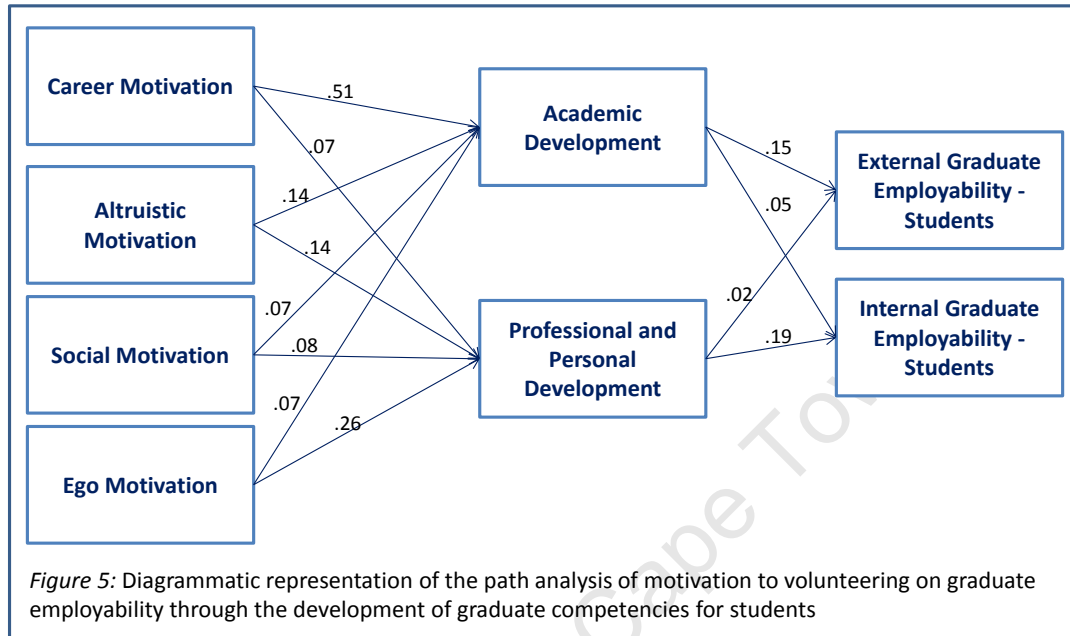 Career Motivation
Altruistic
Motivation
Social Motivation
Ego Motivation
.51
.07
.14
.14
.07
.08
.07
.26
Academic
Development
Professional and
Personal
Development
.15
.05
.02
.19
External Graduate
Employability -
Students
Internal Graduate
Employability -
Students
Cape
Figure 5: Diagrammatic representation of the path analysis of motivation to volunteering on graduate
employability through the development of graduate competencies for students